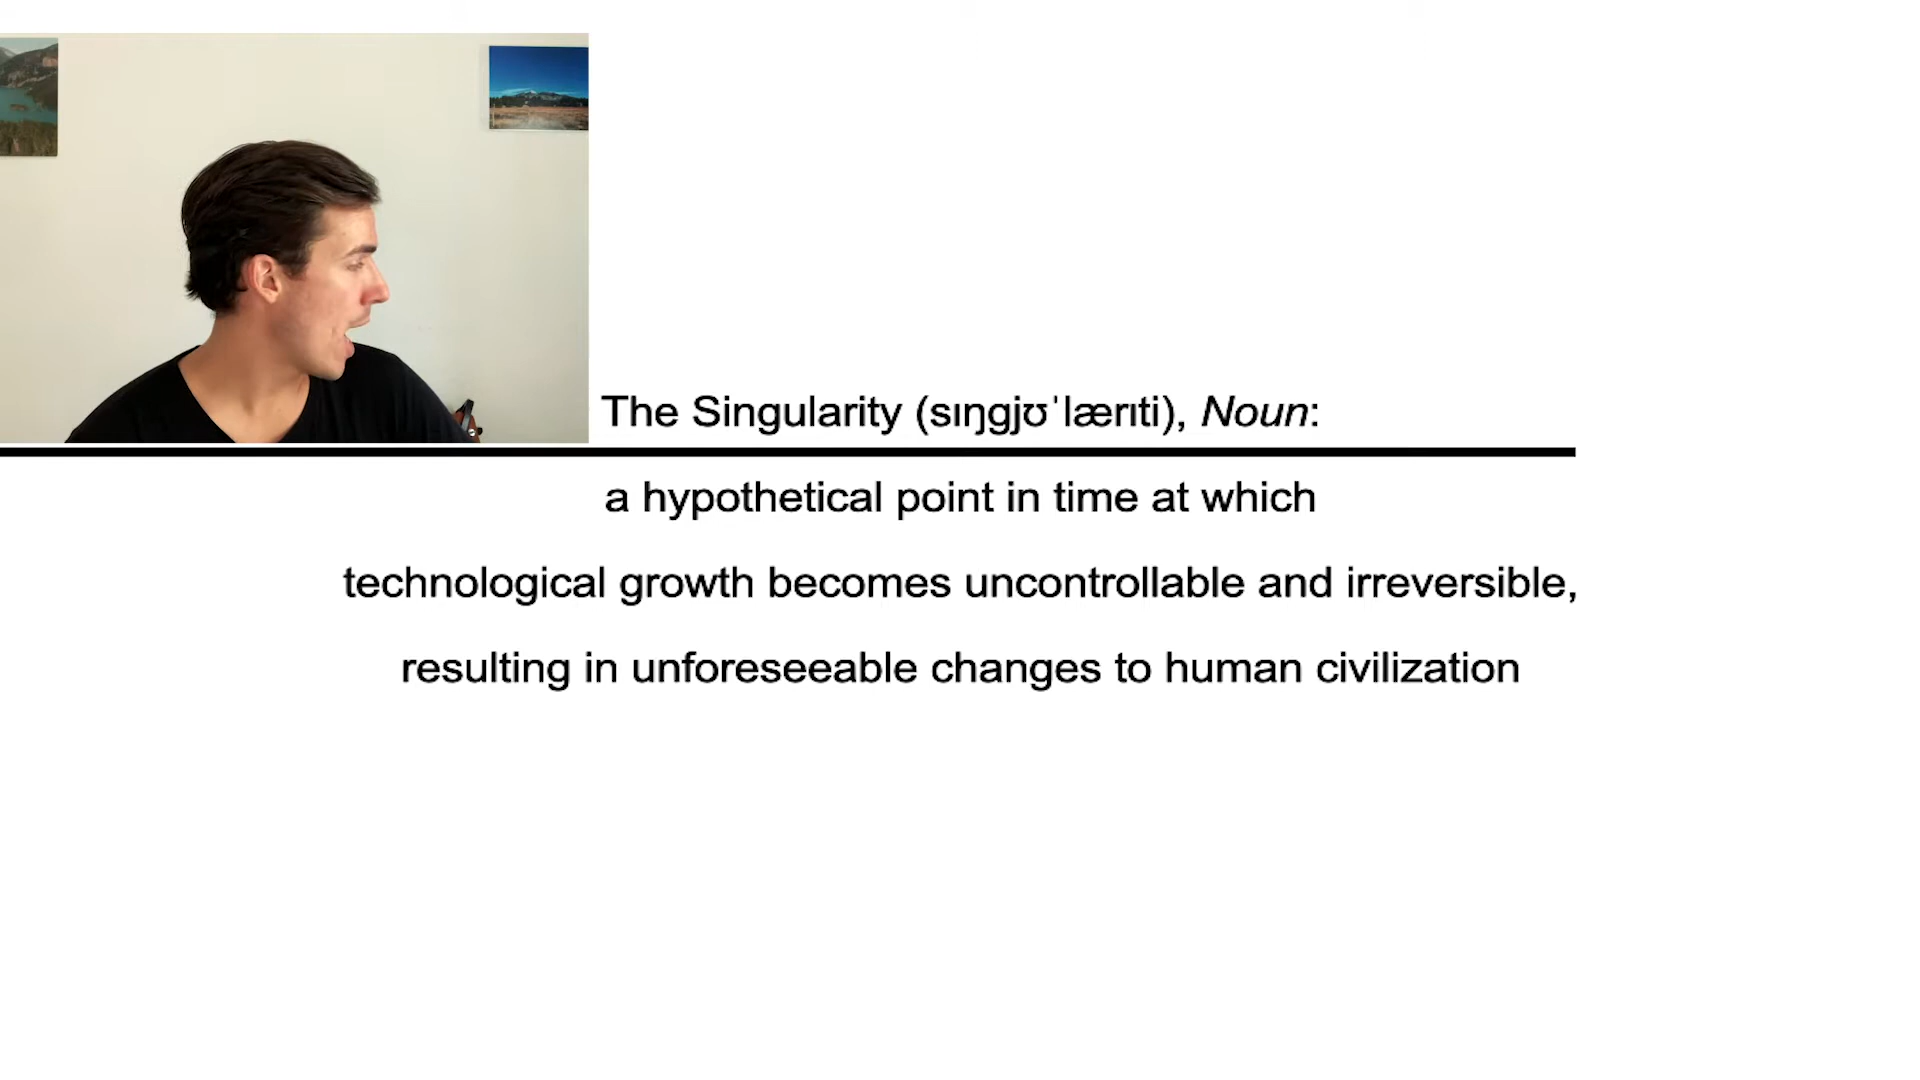 The Singularity (sɪŋgjʊˈlærɪti), Noun:
a hypothetical point in time at which
technological growth becomes uncontrollable and irreversible,
resulting in unforeseeable changes to human civilization